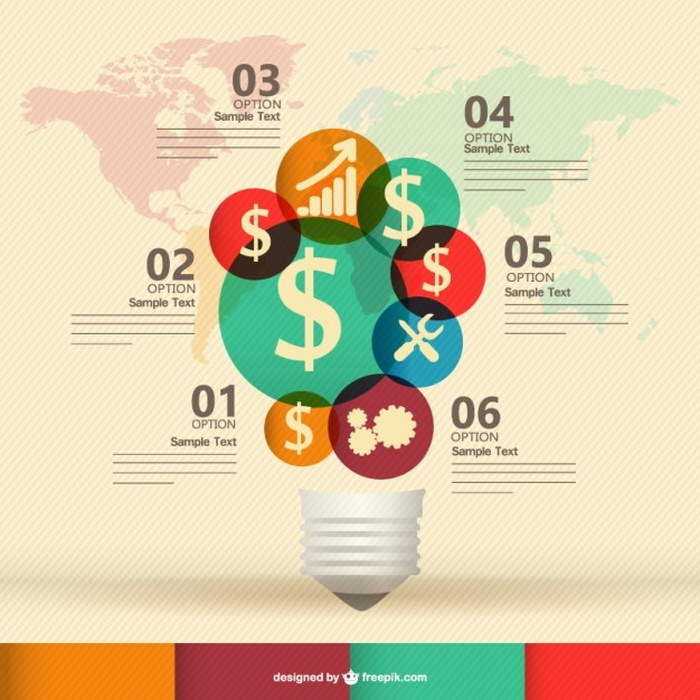 03
OPTION
Sample Text
04
OPTION
Sample Text
02
OPTION
Sample Text
05
OPTION
Sample Text
01
OPTION
Sample Text
06
OPTION
Sample Text
$
$
$
$
$
designed by freepik.com